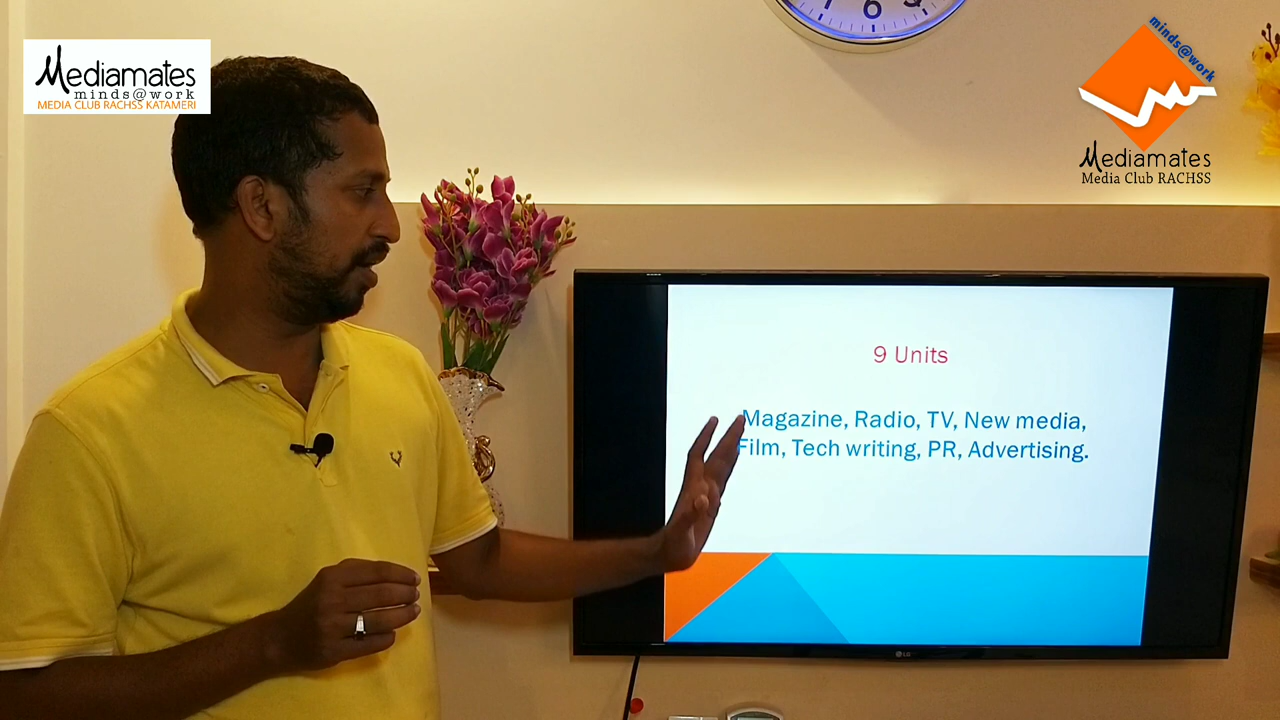 Mediamates
minds@work
MEDIA CLUB RACHSS KATAMERI
6
minds@work
Mediamates
Media Club RACHSS
9 Units
Magazine, Radio, TV, New media,
Film, Tech writing, PR, Advertising.
LG